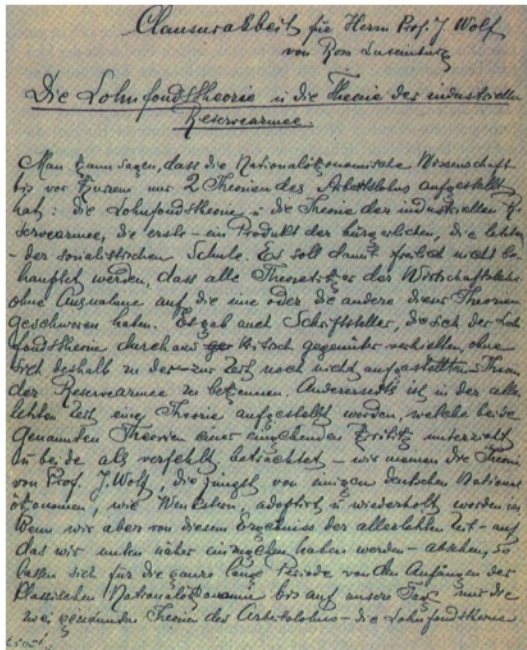 Clausurarbeit für Herrn Prof. J Wolf
von Rosa Luxemburg
Die Lohnfondstheorie u die Theorie der industriellen
Reservearmee.
Man kann sagen, dass die Nationalökonomische Wissenschaft
bis vor Kurzem nur 2 Theorien des Arbeitslohns aufgestellt
hat: die Lohnfondstheorie u die Theorie der industriellen Re-
servearmee, die erste – ein Produkt der bürgerlichen, die letzte
– der sozialistischen Schule. Es soll damit freilich nicht be-
hauptet werden, dass alle Theoretiker der Wirtschaftslehre
ohne Ausnahme auf die eine oder die andere dieser Theorien
geschworen haben. Es gab auch Schriftsteller, die sich der Lohn-
fondstheorie durchaus kritisch gegenüber verhielten, ohne
sich deshalb zu der – zur Zeit noch nicht aufgestellten – Theorie
der Reservearmee zu bekennen. Andererseits ist in der aller-
letzten Zeit eine Theorie aufgestellt worden, welche beide
genannten Theorien einer eingehenden Kritik unterzieht
u beide als verfehlt betrachtet – wir meinen die Theorie
von Prof. J. Wolf, die jüngst von einigen deutschen National-
ökonomen, wie adoptirt u wiederholt worden ist.
Wenn wir aber von diesem Ergebniss der allerletzten Zeit – auf
das wir unten näher einzugehen haben werden – absehen, so
lassen sich für die ganze lange Periode von den Anfängen der
klassischen Nationalökonomie bis auf unsere Tage nur die
zwei Theorien des Arbeitslohns – die Lohnfondstheorie